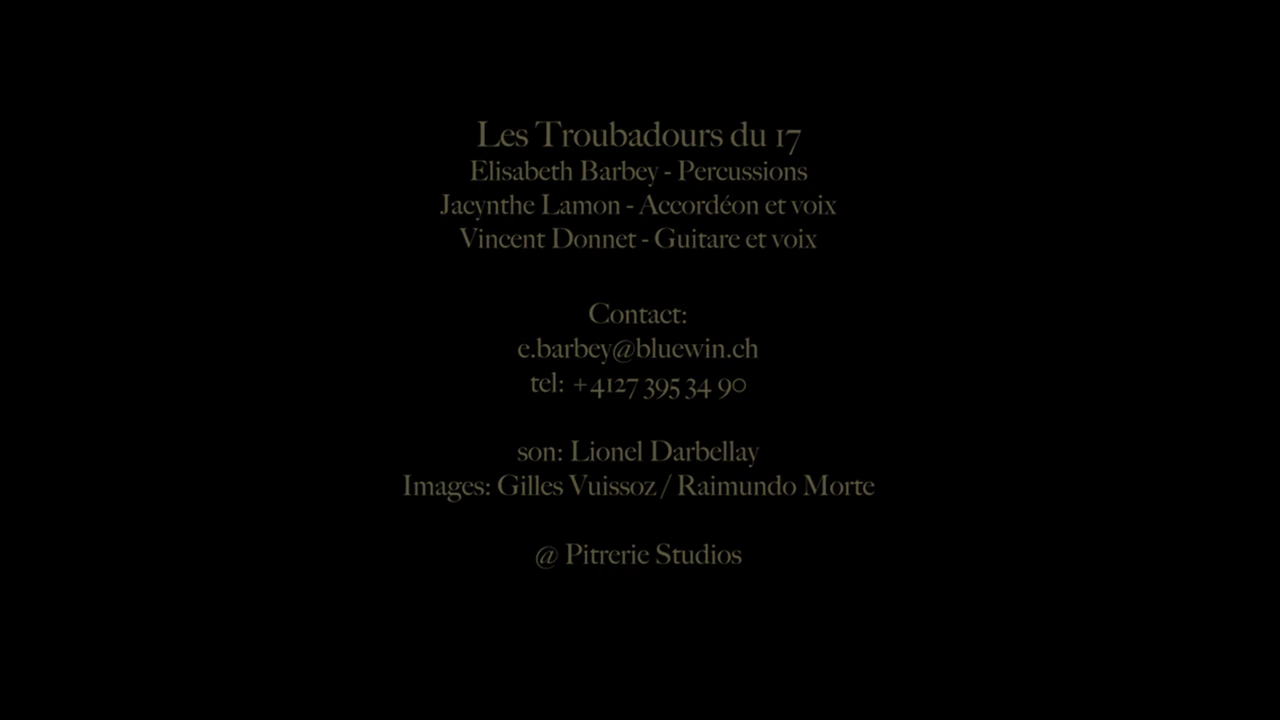 Les Troubadours du 17
Elisabeth Barbey - Percussions
Jacynthe Lamon - Accordéon et voix
Vincent Donnet - Guitare et voix
Contact:
e.barbey@bluewin.ch
tel: +4127 395 34 90
son: Lionel Darbellay
Images: Gilles Vuissoz / Raimundo Morte
@ Pitrerie Studios